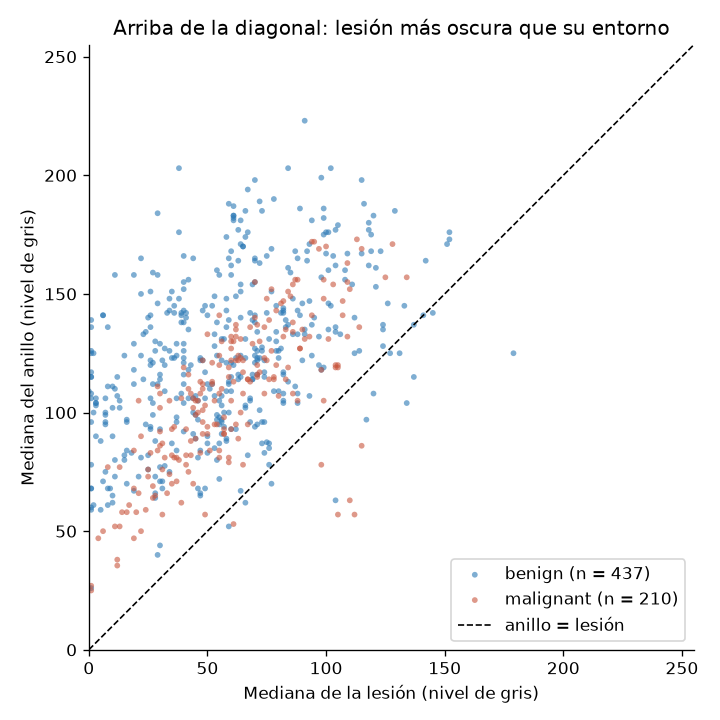 Arriba de la diagonal: lesión más oscura que su entorno
Mediana del anillo (nivel de gris)
250
200
150
100
50
0
0 50 100 150 200 250
Mediana de la lesión (nivel de gris)
benign (n = 437)
malignant (n = 210)
anillo = lesión